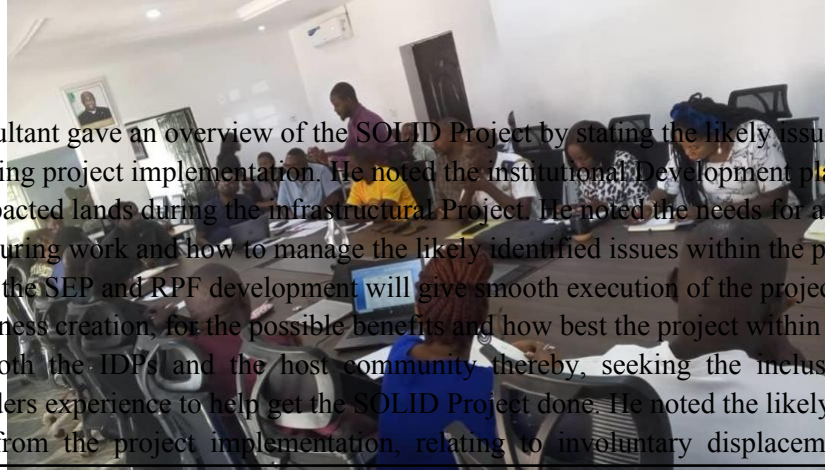 ultant gave an overview of the SOLID Project by stating the likely issu
ing project implementation. He noted the institutional Development pla
pacted lands during the infrastructural Project. He noted the needs for a
uring work and how to manage the likely identified issues within the p
the SEP and RPF development will give smooth execution of the projec
ness creation, for the possible benefits and how best the project within
oth the IDPs and the host community thereby, seeking the inclus
lers experience to help get the SOLID Project done. He noted the likely
from the project implementation, relating to involuntary displacem